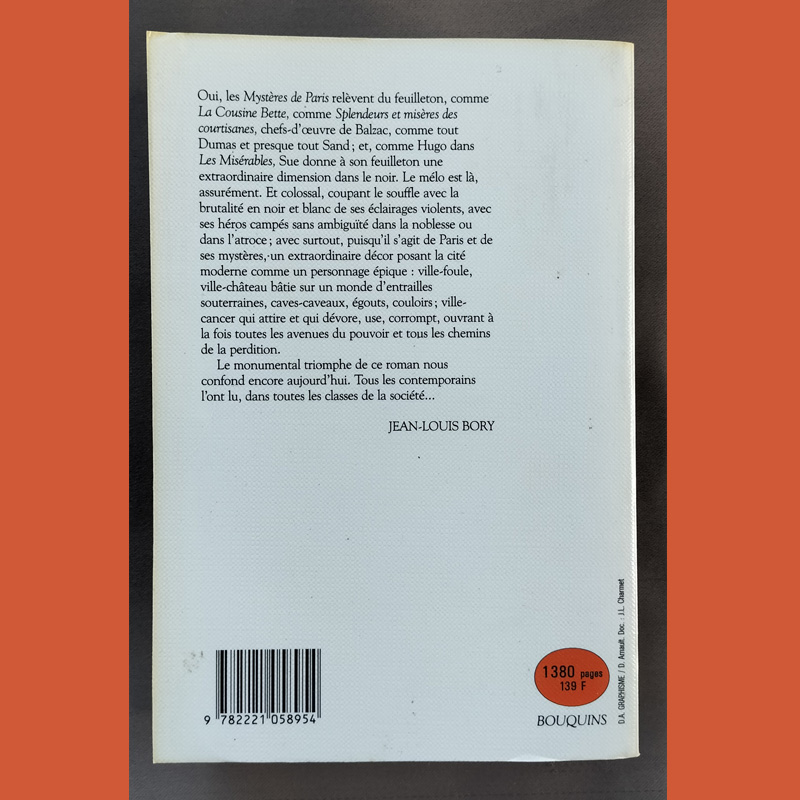 Oui, les Mystères de Paris relèvent du feuilleton, comme
La Cousine Bette, comme Splendeurs et misères des
courtisanes, chefs-d'œuvre de Balzac, comme tout
Dumas et presque tout Sand ; et, comme Hugo dans
Les Misérables, Sue donne à son feuilleton une
extraordinaire dimension dans le noir. Le mélo est là,
assurément. Et colossal, coupant le souffle avec la
brutalité en noir et blanc de ses éclairages violents, avec
ses héros campés sans ambiguïté dans la noblesse ou
dans l'atroce ; avec surtout, puisqu'il s'agit de Paris et de
ses mystères, un extraordinaire décor posant la cité
moderne comme un personnage épique : ville-foule,
ville-château bâtie sur un monde d'entrailles
souterraines, caves-caveaux, égouts, couloirs ; ville-
cancer qui attire et qui dévore, use, corrompt, ouvrant à
la fois toutes les avenues du pouvoir et tous les chemins
de la perdition.
Le monumental triomphe de ce roman nous
confond encore aujourd'hui. Tous les contemporains
l'ont lu, dans toutes les classes de la société...
JEAN-LOUIS BORY
9 782221 058954
1380 pages
139 F
BOUQUINS
D.A. GRAPHISME / D. Arnault. Doc. : J.L. Charmet